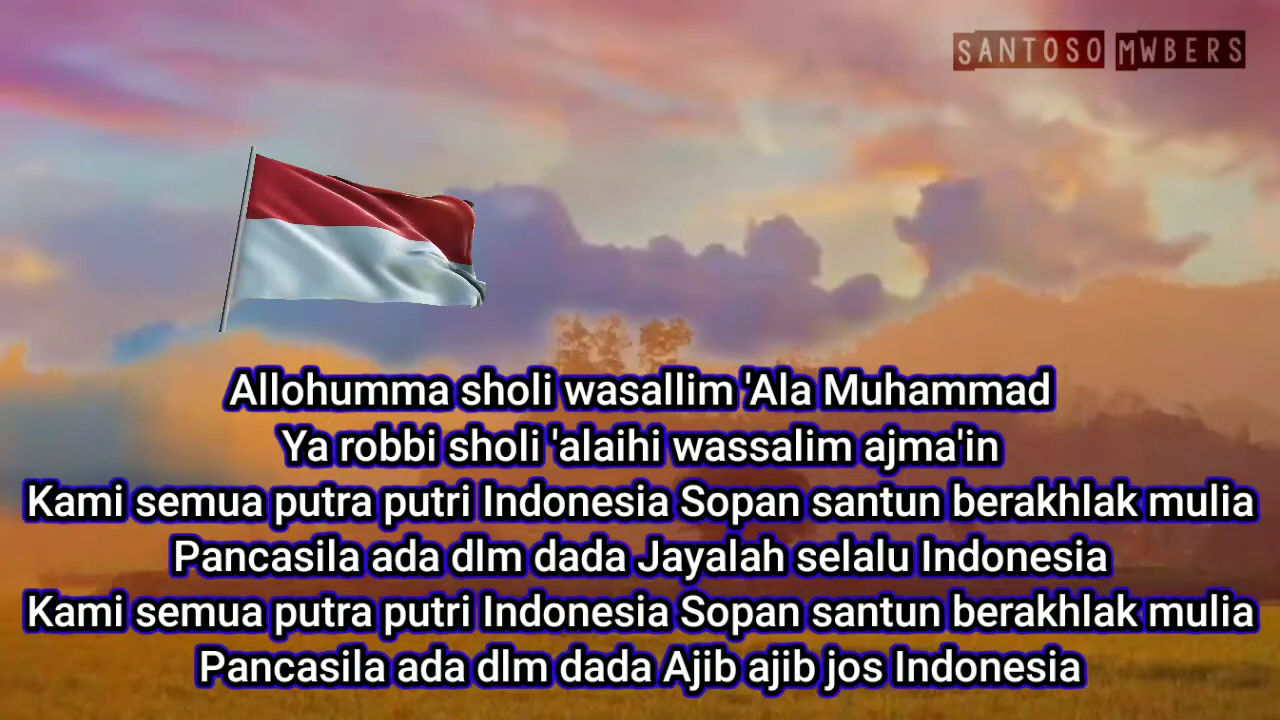 SANTOSO MWBERS
Allohumma sholi wasallim 'Ala Muhammad
Ya robbi sholi 'alaihi wassalim ajma'in
Kami semua putra putri Indonesia Sopan santun berakhlak mulia
Pancasila ada dlm dada Jayalah selalu Indonesia
Kami semua putra putri Indonesia Sopan santun berakhlak mulia
Pancasila ada dlm dada Ajib ajib jos Indonesia